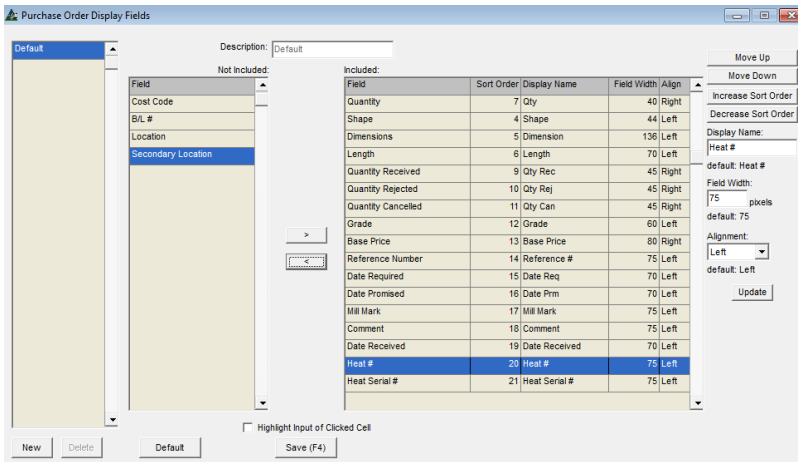 Purchase Order Display Fields
Default
Description: Default
Not Included:
Field
Cost Code
B/L #
Location
Secondary Location
>
<
Included:
Field Sort Order Display Name Field Width Align
Quantity 7 Qty 40 Right
Shape 4 Shape 44 Left
Dimensions 5 Dimension 136 Left
Length 6 Length 70 Left
Quantity Received 9 Qty Rec 45 Right
Quantity Rejected 10 Qty Rej 45 Right
Quantity Cancelled 11 Qty Can 45 Right
Grade 12 Grade 60 Left
Base Price 13 Base Price 80 Right
Reference Number 14 Reference # 75 Left
Date Required 15 Date Req 70 Left
Date Promised 16 Date Prm 70 Left
Mill Mark 17 Mill Mark 75 Left
Comment 18 Comment 75 Left
Date Received 19 Date Received 70 Left
Heat # 20 Heat # 75 Left
Heat Serial # 21 Heat Serial # 75 Left
Move Up
Move Down
Increase Sort Order
Decrease Sort Order
Display Name:
Heat #
default: Heat #
Field Width:
75 pixels
default: 75
Alignment:
Left
default: Left
Update
Highlight Input of Clicked Cell
New Delete Default Save (F4)